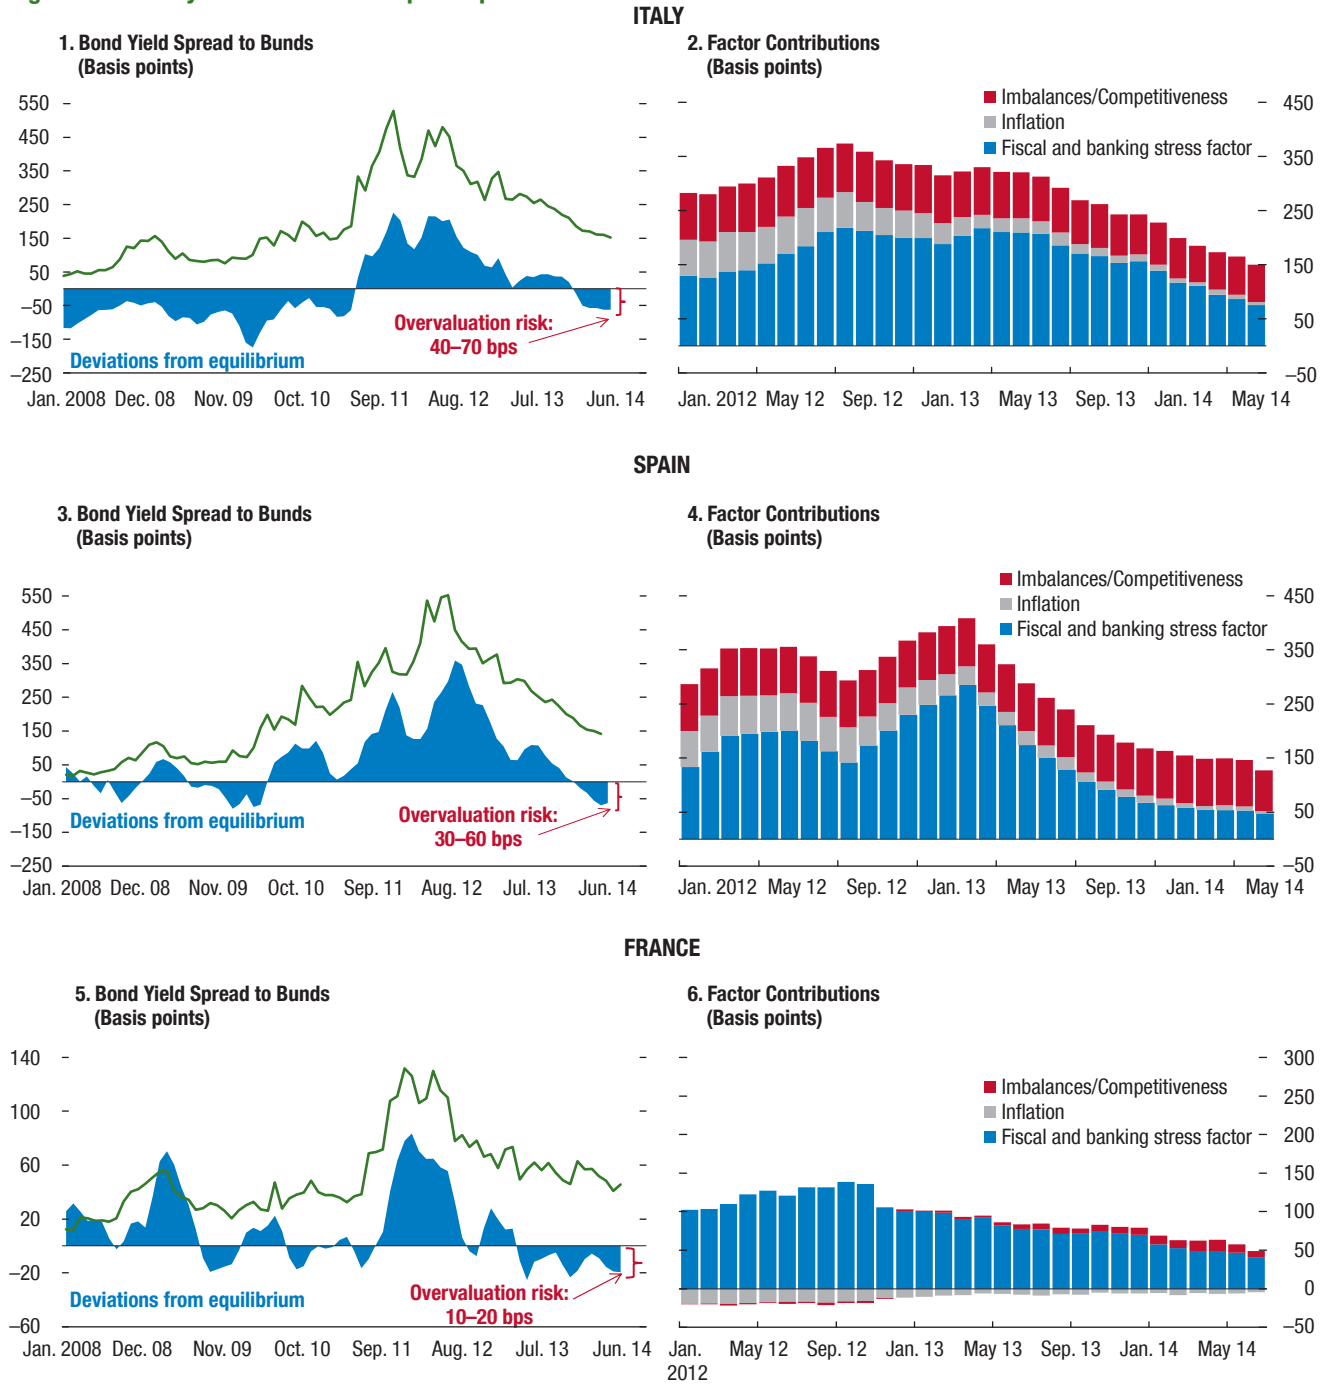 ITALY
1. Bond Yield Spread to Bunds
(Basis points)
550
450
350
250
150
50
–50
–150
–250
Overvaluation risk:
40–70 bps
Deviations from equilibrium
Jan. 2008 Dec. 08 Nov. 09 Oct. 10 Sep. 11 Aug. 12 Jul. 13 Jun. 14
2. Factor Contributions
(Basis points)
Imbalances/Competitiveness
Inflation
Fiscal and banking stress factor
450
350
250
150
50
–50
Jan. 2012 May 12 Sep. 12 Jan. 13 May 13 Sep. 13 Jan. 14 May 14
SPAIN
3. Bond Yield Spread to Bunds
(Basis points)
550
450
350
250
150
50
–50
–150
–250
Overvaluation risk:
30–60 bps
Deviations from equilibrium
Jan. 2008 Dec. 08 Nov. 09 Oct. 10 Sep. 11 Aug. 12 Jul. 13 Jun. 14
4. Factor Contributions
(Basis points)
Imbalances/Competitiveness
Inflation
Fiscal and banking stress factor
450
350
250
150
50
–50
Jan. 2012 May 12 Sep. 12 Jan. 13 May 13 Sep. 13 Jan. 14 May 14
FRANCE
5. Bond Yield Spread to Bunds
(Basis points)
140
100
60
20
–20
–60
Overvaluation risk:
10–20 bps
Deviations from equilibrium
Jan. 2008 Dec. 08 Nov. 09 Oct. 10 Sep. 11 Aug. 12 Jul. 13 Jun. 14
6. Factor Contributions
(Basis points)
Imbalances/Competitiveness
Inflation
Fiscal and banking stress factor
300
250
200
150
100
50
0
–50
Jan. May 12 Sep. 12 Jan. 13 May 13 Sep. 13 Jan. 14 May 14
2012